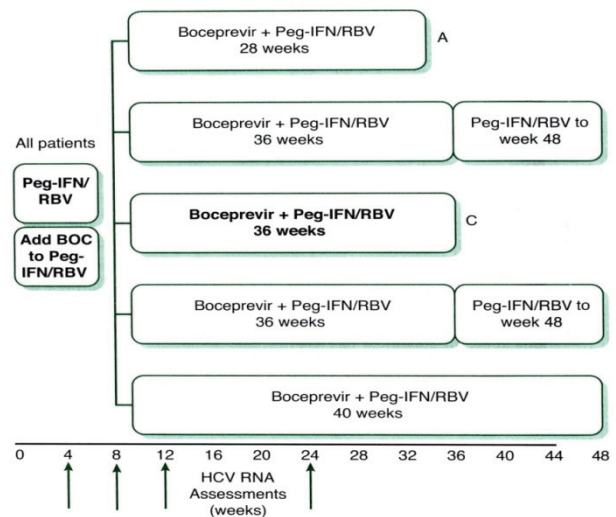 Boceprevir + Peg-IFN/RBV
28 weeks
A
Boceprevir + Peg-IFN/RBV
36 weeks
Peg-IFN/RBV to
week 48
All patients
Peg-IFN/
RBV
Add BOC
to Peg-
IFN/RBV
Boceprevir + Peg-IFN/RBV
36 weeks
C
Boceprevir + Peg-IFN/RBV
36 weeks
Peg-IFN/RBV to
week 48
Boceprevir + Peg-IFN/RBV
40 weeks
0 4 8 12 16 20 24 28 32 36 40 44 48
HCV RNA
Assessments
(weeks)